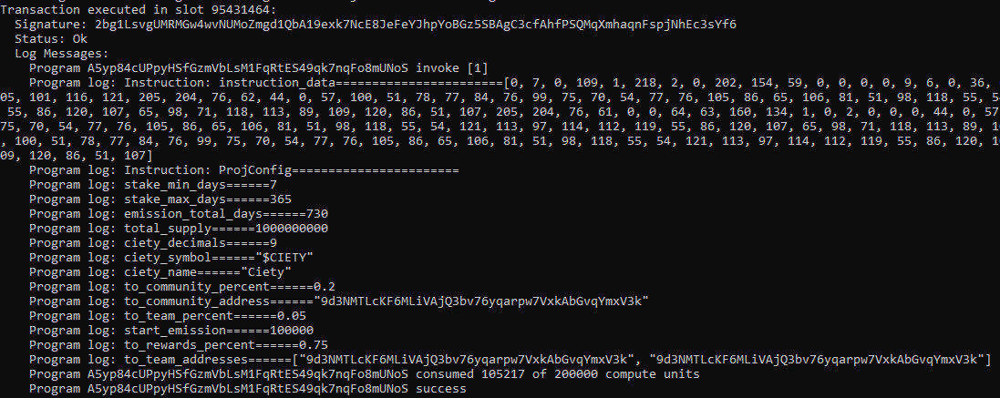 Transaction executed in slot 95431464:
Signature: 2bg1LsvgUMRMGw4wvNUMoZmgd1QbA19exk7NcE8JeFeYJhpYoBGz5SBAgC3cfAhfPSQMqXmhaqnFspjNhEc3sYf6
Status: Ok
Log Messages:
Program A5yp84cUPpyHSfGzmVbLsM1FqRtES49qk7nqFo8mUNoS invoke [1]
Program log: Instruction: instruction_data=======================[0, 7, 0, 109, 1, 218, 2, 0, 202, 154, 59, 0, 0, 0, 0, 9, 6, 0, 36,
05, 101, 116, 121, 205, 204, 76, 62, 44, 0, 57, 100, 51, 78, 77, 84, 76, 99, 75, 70, 54, 77, 76, 105, 86, 65, 106, 81, 51, 98, 118, 55, 5
55, 86, 120, 107, 65, 98, 71, 118, 113, 89, 109, 120, 86, 51, 107, 205, 204, 76, 61, 0, 0, 64, 63, 160, 134, 1, 0, 2, 0, 0, 0, 44, 0, 57
75, 70, 54, 77, 76, 105, 86, 65, 106, 81, 51, 98, 118, 55, 54, 121, 113, 97, 114, 112, 119, 55, 86, 120, 107, 65, 98, 71, 118, 113, 89, 1
, 100, 51, 78, 77, 84, 76, 99, 75, 70, 54, 77, 76, 105, 86, 65, 106, 81, 51, 98, 118, 55, 54, 121, 113, 97, 114, 112, 119, 55, 86, 120, 1
09, 120, 86, 51, 107]
Program log: Instruction: ProjConfig=======================
Program log: stake_min_days======7
Program log: stake_max_days======365
Program log: emission_total_days======730
Program log: total_supply======1000000000
Program log: ciety_decimals======9
Program log: ciety_symbol======"$CIETY"
Program log: ciety_name======"Ciety"
Program log: to_community_percent======0.2
Program log: to_community_address======"9d3NMTLcKF6MLiVAjQ3bv76yqarpw7VxkAbGvqYmxV3k"
Program log: to_team_percent======0.05
Program log: start_emission======100000
Program log: to_rewards_percent======0.75
Program log: to_team_addresses======["9d3NMTLcKF6MLiVAjQ3bv76yqarpw7VxkAbGvqYmxV3k", "9d3NMTLcKF6MLiVAjQ3bv76yqarpw7VxkAbGvqYmxV3k"]
Program A5yp84cUPpyHSfGzmVbLsM1FqRtES49qk7nqFo8mUNoS consumed 105217 of 200000 compute units
Program A5yp84cUPpyHSfGzmVbLsM1FqRtES49qk7nqFo8mUNoS success